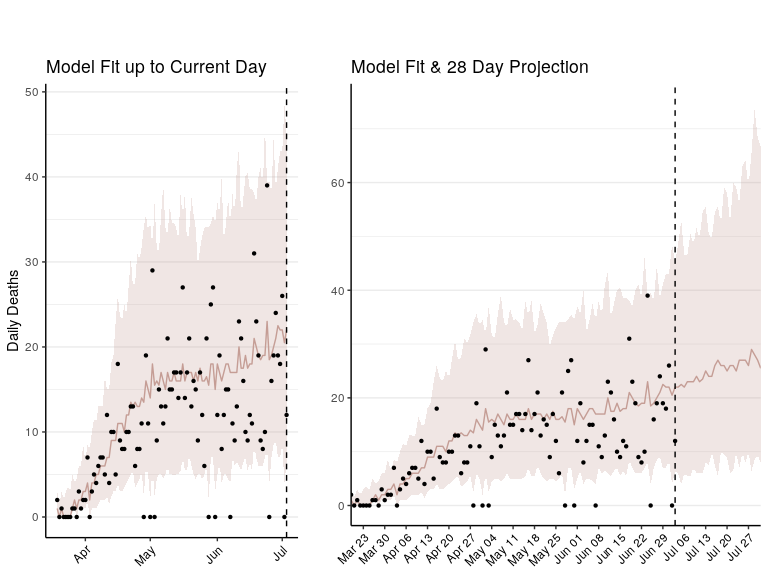 Model Fit up to Current Day
Model Fit & 28 Day Projection
Daily Deaths
50
40
30
20
10
0
Apr
May
Jun
Jul
60
40
20
0
Mar 23
Mar 30
Apr 06
Apr 13
Apr 20
Apr 27
May 04
May 11
May 18
May 25
Jun 01
Jun 08
Jun 15
Jun 22
Jun 29
Jul 06
Jul 13
Jul 20
Jul 27